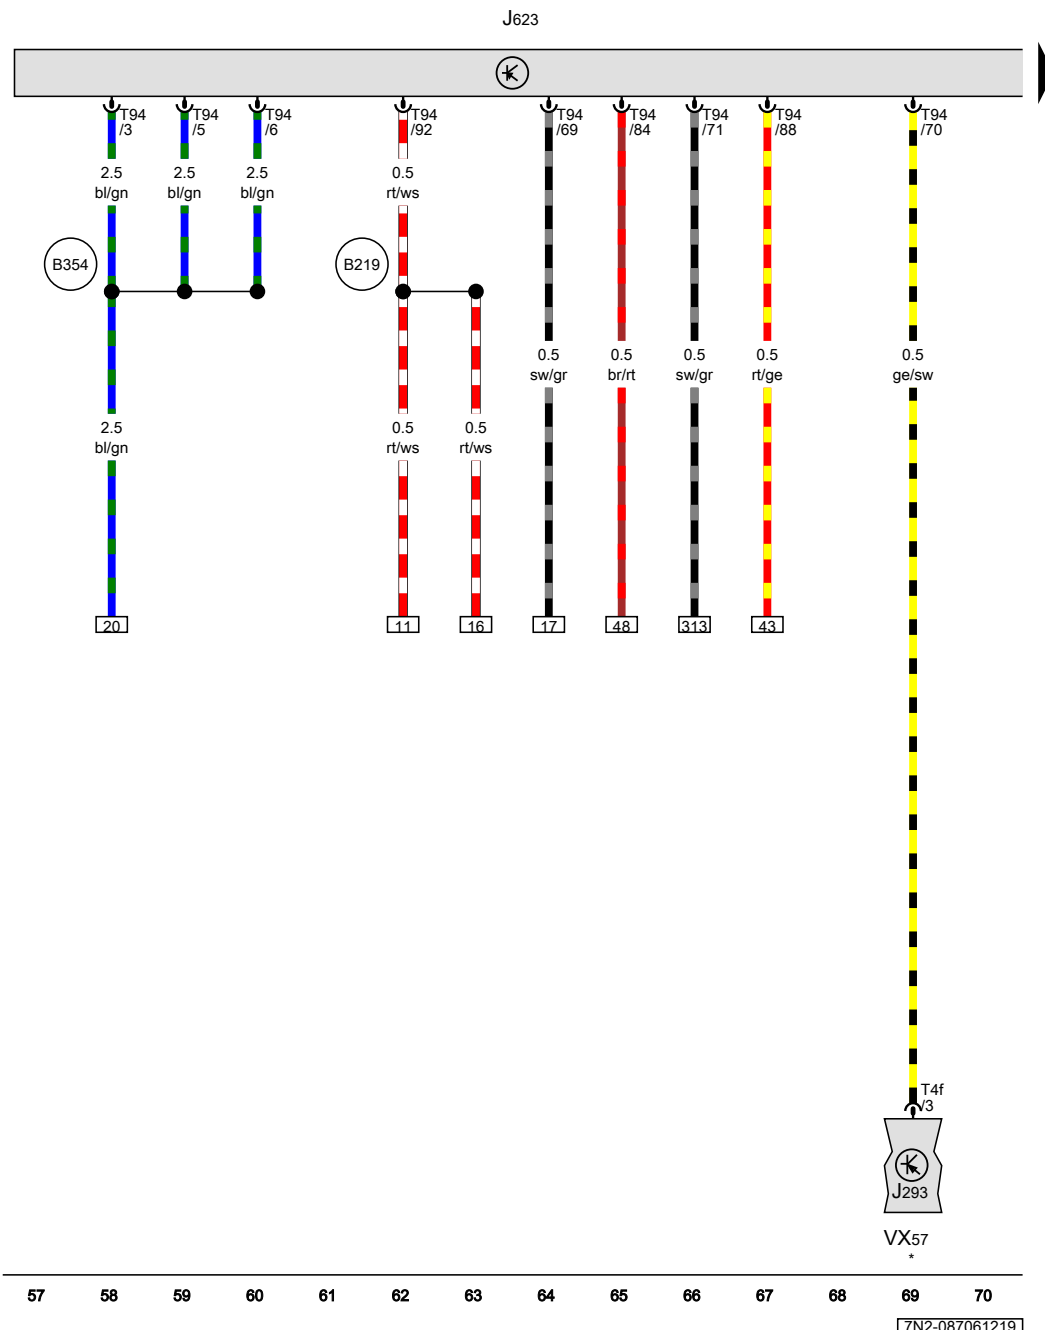 J623
T94 T94 T94 T94 T94 T94 T94 T94 T94
/3 /5 /6 /92 /69 /84 /71 /88 /70
2.5 2.5 2.5 0.5
bl/gn bl/gn bl/gn rt/ws
B354 B219
0.5 0.5 0.5 0.5 0.5
sw/gr br/rt sw/gr rt/ge ge/sw
2.5 0.5 0.5
bl/gn rt/ws rt/ws
20 11 16 17 48 313 43
T4f
/3
J293
VX57
*
57 58 59 60 61 62 63 64 65 66 67 68 69 70
7N2-087061219